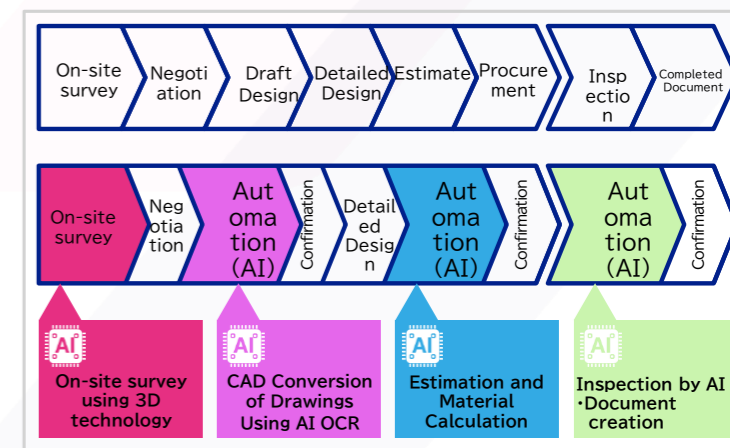 On-site
survey
Negoti
ation
Draft
Design
Detailed
Design
Estimate
Procure
ment
Insp
ectio
n
Completed
Document
On-site
survey
Neg
otia
tion
Aut
oma
tion
(AI)
Confirmation
Detail
ed
Desig
n
Aut
oma
tion
(AI)
Confirmation
Aut
oma
tion
(AI)
Confirmation
AI
On-site survey
using 3D
technology
AI
CAD Conversion
of Drawings
Using AI OCR
AI
Estimation and
Material
Calculation
AI
Inspection by AI
・Document
creation